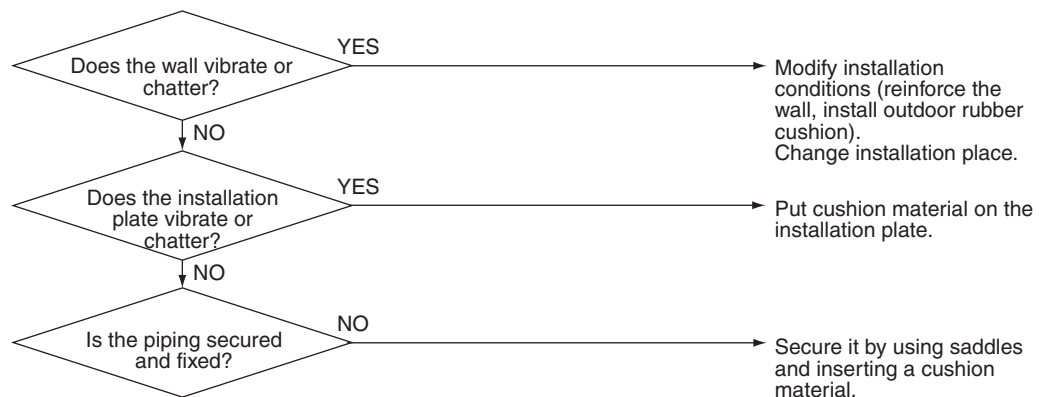 Does the wall vibrate or
chatter?
YES
Modify installation
conditions (reinforce the
wall, install outdoor rubber
cushion).
Change installation place.
NO
Does the installation
plate vibrate or
chatter?
YES
Put cushion material on the
installation plate.
NO
Is the piping secured
and fixed?
NO
Secure it by using saddles
and inserting a cushion
material.